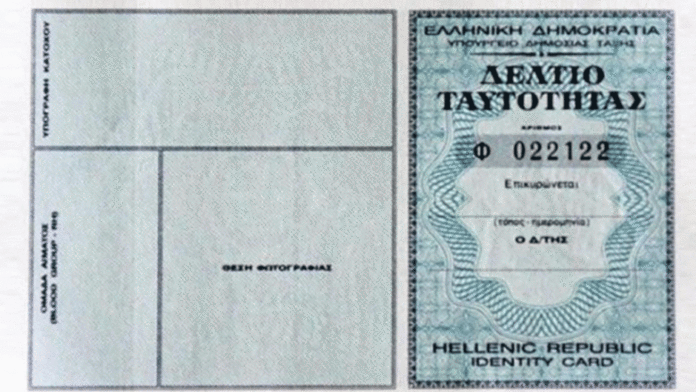 ΥΠΟΓΡΑΦΗ ΚΑΤΟΧΟΥ
ΟΜΑΔΑ ΑΙΜΑΤΟΣ
(BLOOD GROUP - RH)
ΘΕΣΗ ΦΩΤΟΓΡΑΦΙΑΣ
ΕΛΛΗΝΙΚΗ ΔΗΜΟΚΡΑΤΙΑ
ΥΠΟΥΡΓΕΙΟ ΔΗΜΟΣΙΑΣ ΤΑΞΗΣ
ΔΕΛΤΙΟ
ΤΑΥΤΟΤΗΤΑΣ
ΑΡΙΘΜΟΣ
Φ 022122
Επικυρώνεται
(τόπος - ημερομηνία)
Ο Δ/ΤΗΣ
HELLENIC REPUBLIC
IDENTITY CARD